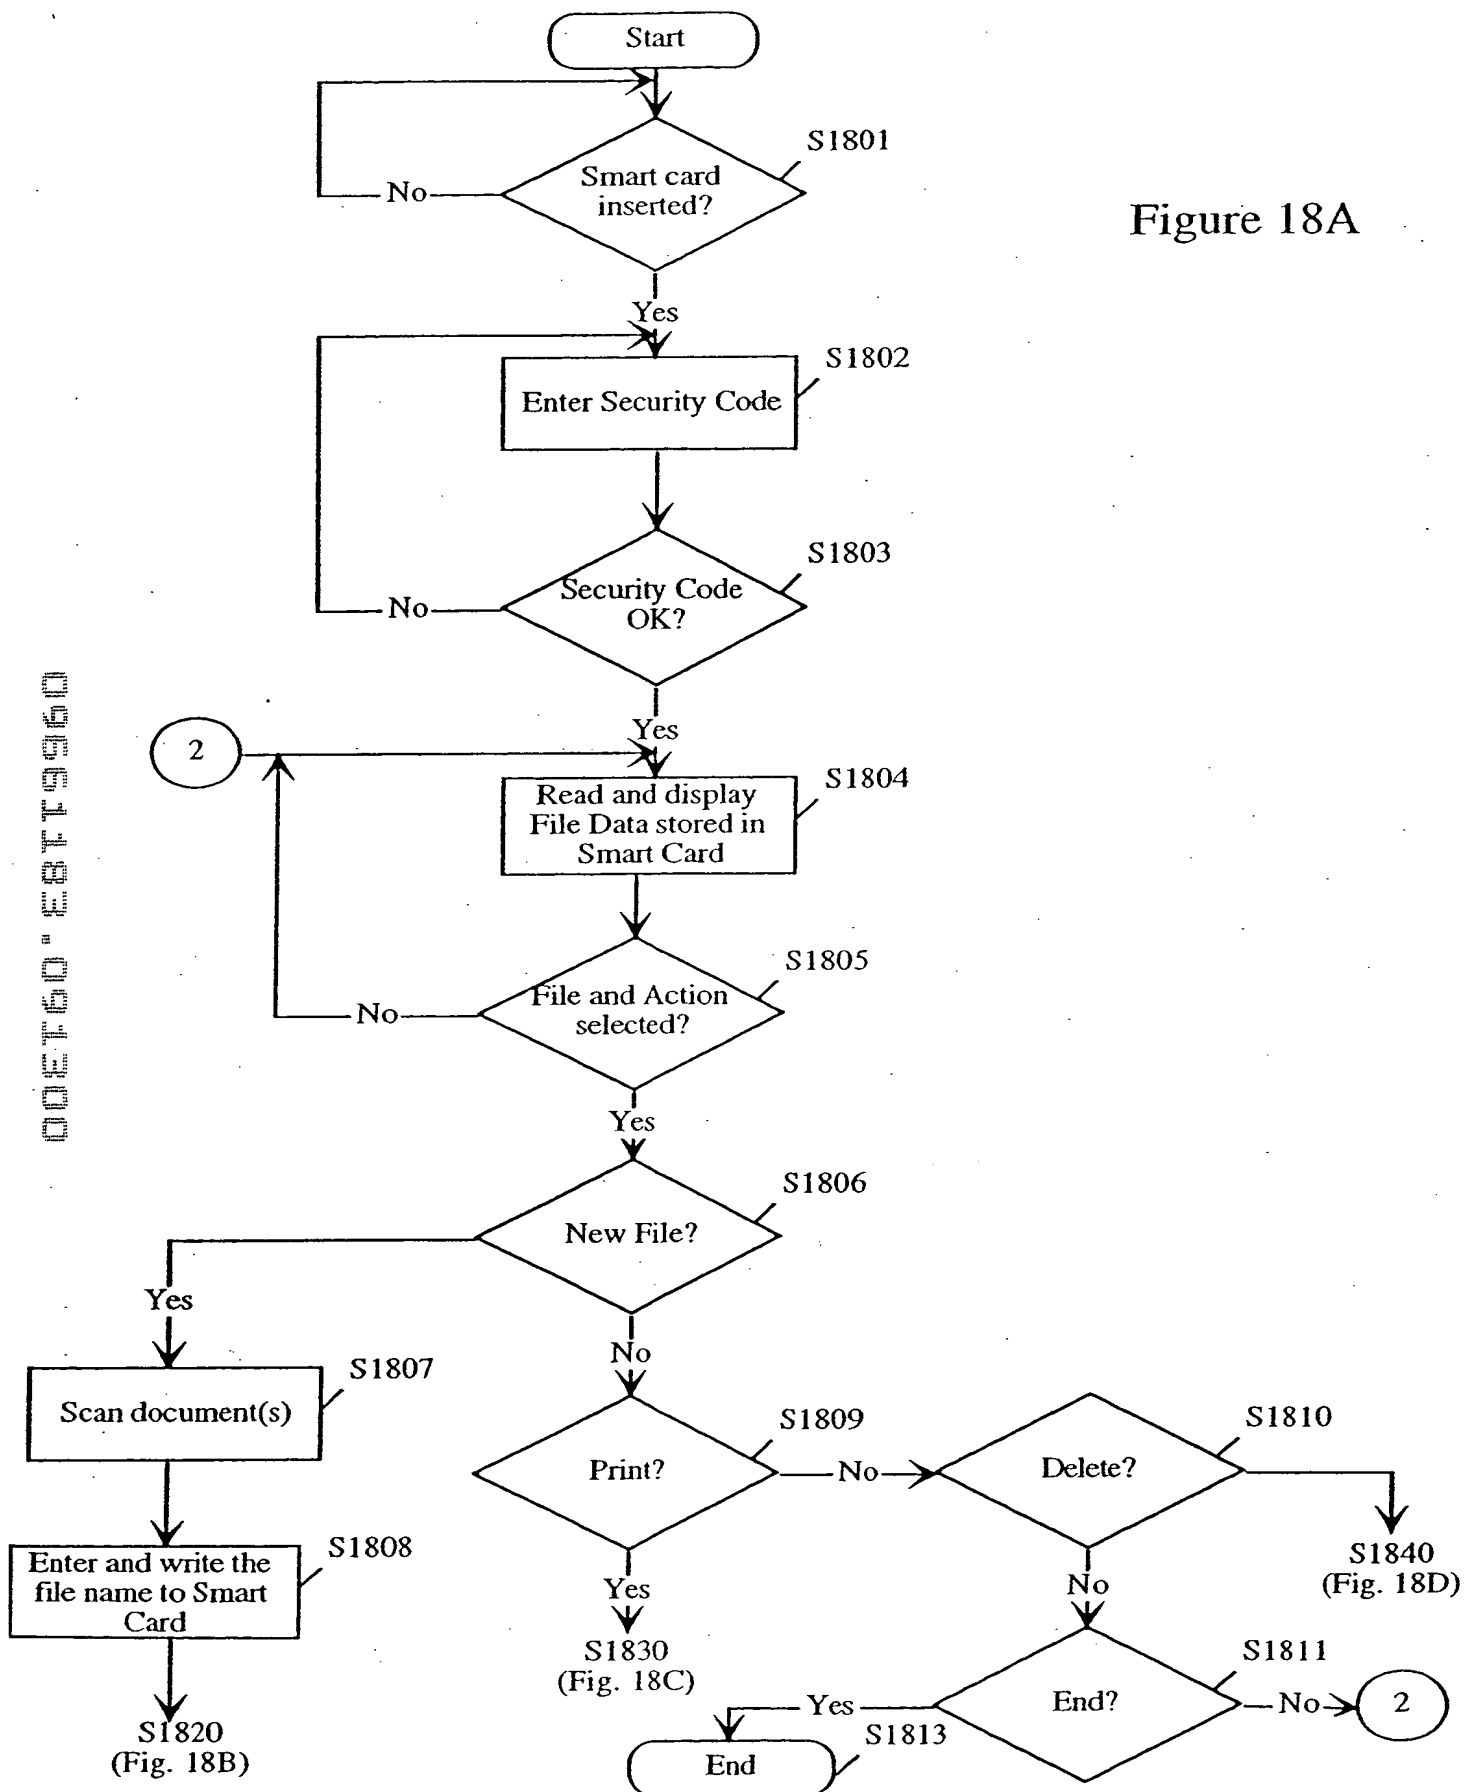 Start
S1801
Smart card
inserted?
No
Figure 18A
Yes
S1802
Enter Security Code
S1803
Security Code
OK?
No
Yes
2
S1804
Read and display
File Data stored in
Smart Card
S1805
File and Action
selected?
No
Yes
S1806
New File?
Yes
No
S1807
Scan document(s)
S1809
Print?
No
S1810
Delete?
S1808
Enter and write the
file name to Smart
Card
Yes
No
S1840
(Fig. 18D)
S1830
(Fig. 18C)
S1811
End?
No
2
Yes
S1813
End
S1820
(Fig. 18B)
09659183.091300